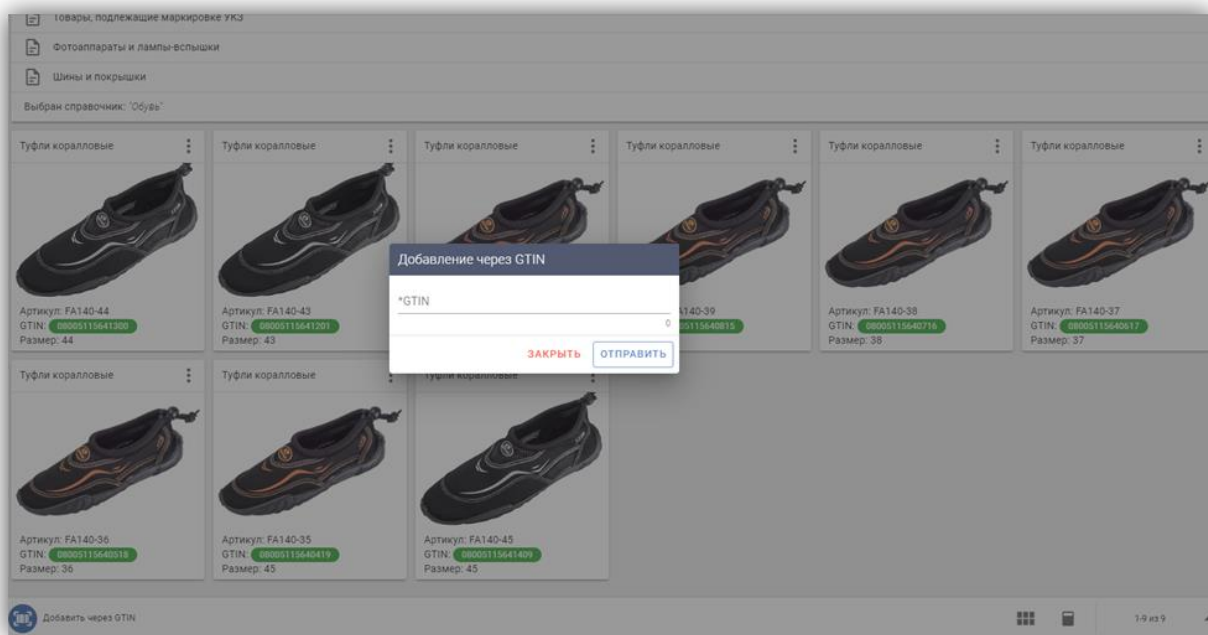 Товары, подлежащие маркировке УКЗ
Фотоаппараты и лампы-вспышки
Шины и покрышки
Выбран справочник: "Обувь"
Туфли коралловые
Туфли коралловые
Туфли коралловые
Туфли коралловые
Туфли коралловые
Туфли коралловые
Добавление через GTIN
*GTIN
0
ЗАКРЫТЬ
ОТПРАВИТЬ
Артикул: FA140-44
GTIN: 08005115641300
Размер: 44
Артикул: FA140-43
GTIN: 08005115641201
Размер: 43
A140-39
05115640815
Артикул: FA140-38
GTIN: 08005115640716
Размер: 38
Артикул: FA140-37
GTIN: 08005115640617
Размер: 37
Туфли коралловые
Туфли коралловые
Туфли коралловые
Артикул: FA140-36
GTIN: 08005115640518
Размер: 36
Артикул: FA140-35
GTIN: 08005115640419
Размер: 45
Артикул: FA140-45
GTIN: 08005115641409
Размер: 45
Добавить через GTIN
1-9 из 9